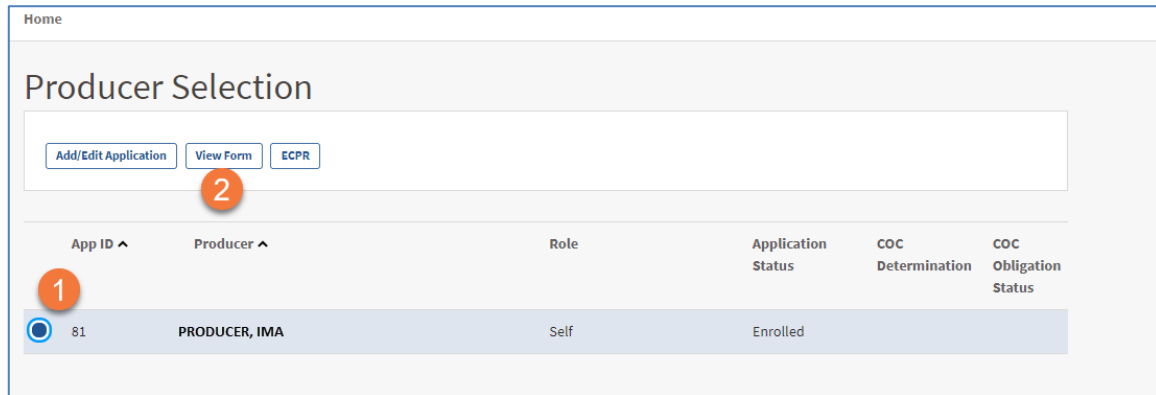 Home
Producer Selection
Add/Edit Application View Form ECPR
2
App ID Producer Role Application Status COC Determination COC Obligation Status
1
81 PRODUCER, IMA Self Enrolled